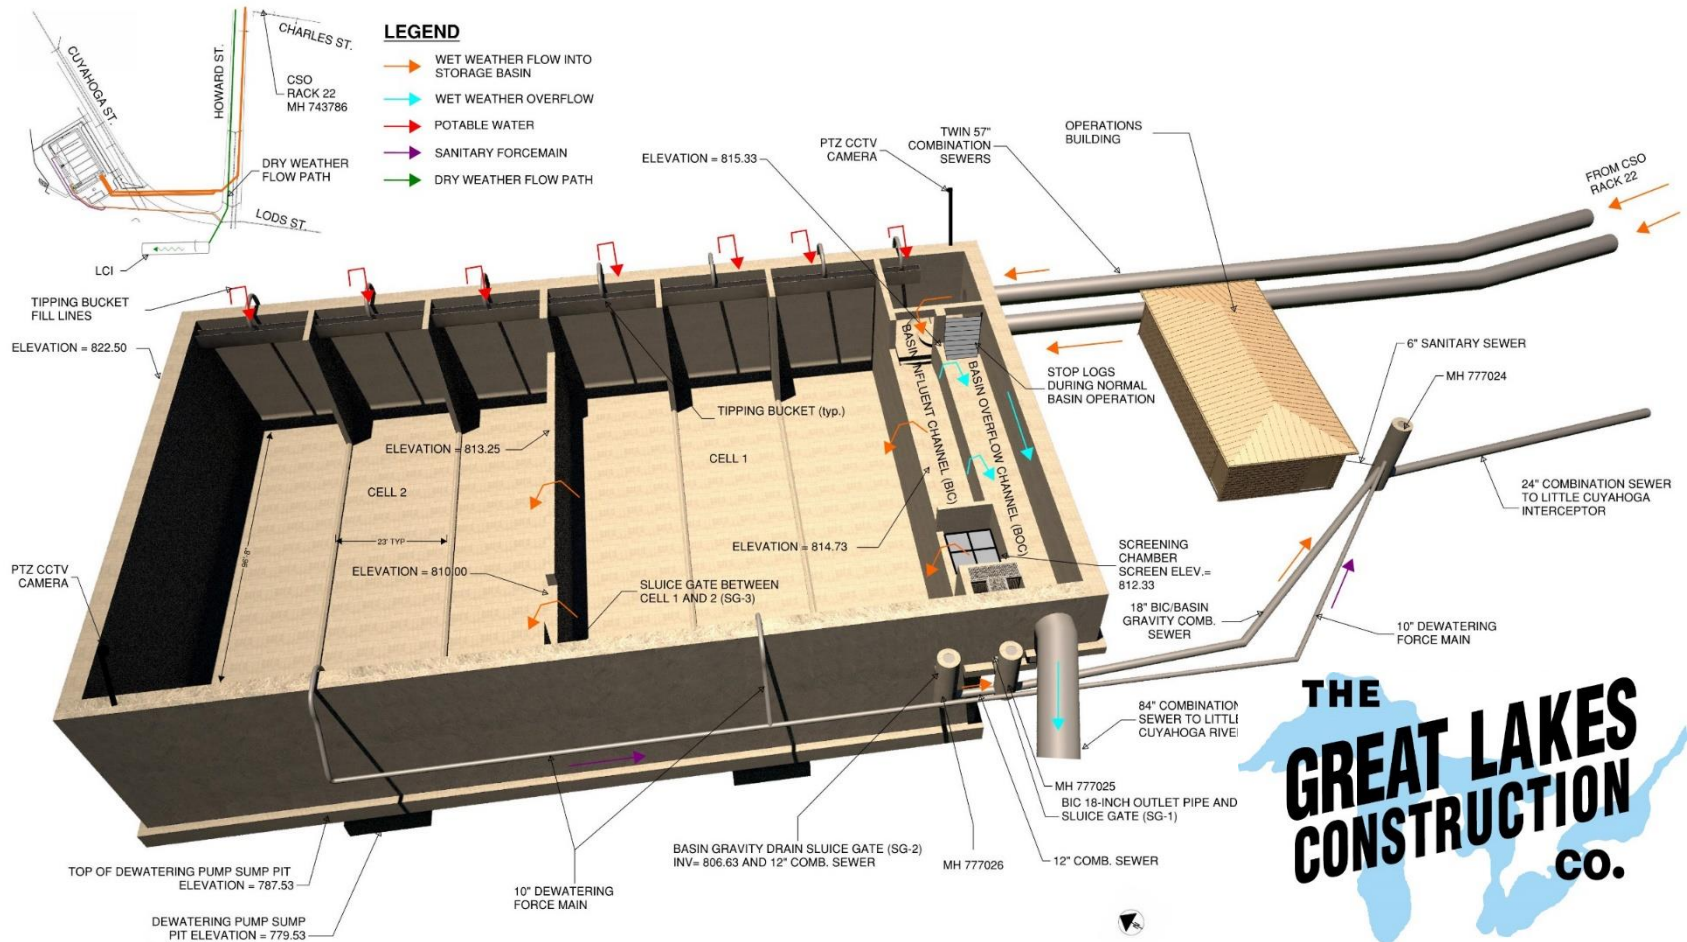 CHARLES ST.
CUYAHOGA ST.
HOWARD ST.
CSO
RACK 22
MH 743786
DRY WEATHER
FLOW PATH
LODS ST.
LCI
LEGEND
WET WEATHER FLOW INTO
STORAGE BASIN
WET WEATHER OVERFLOW
POTABLE WATER
SANITARY FORCEMAIN
DRY WEATHER FLOW PATH
ELEVATION = 815.33
PTZ CCTV
CAMERA
TWIN 57"
COMBINATION
SEWERS
OPERATIONS
BUILDING
FROM CSO
RACK 22
TIPPING BUCKET
FILL LINES
ELEVATION = 822.50
6" SANITARY SEWER
MH 777024
STOP LOGS
DURING NORMAL
BASIN OPERATION
BASIN INFLUENT CHANNEL (BIC)
BASIN OVERFLOW CHANNEL (BOC)
TIPPING BUCKET (typ.)
ELEVATION = 813.25
CELL 1
CELL 2
24" COMBINATION SEWER
TO LITTLE CUYAHOGA
INTERCEPTOR
23' TYP
ELEVATION = 814.73
SCREENING
CHAMBER
SCREEN ELEV.=
812.33
PTZ CCTV
CAMERA
ELEVATION = 810.00
SLUICE GATE BETWEEN
CELL 1 AND 2 (SG-3)
18" BIC/BASIN
GRAVITY COMB.
SEWER
10" DEWATERING
FORCE MAIN
84" COMBINATION
SEWER TO LITTLE
CUYAHOGA RIVE
MH 777025
BIC 18-INCH OUTLET PIPE AND
SLUICE GATE (SG-1)
BASIN GRAVITY DRAIN SLUICE GATE (SG-2)
INV= 806.63 AND 12" COMB. SEWER
MH 777026
12" COMB. SEWER
TOP OF DEWATERING PUMP SUMP PIT
ELEVATION = 787.53
10" DEWATERING
FORCE MAIN
DEWATERING PUMP SUMP
PIT ELEVATION = 779.53
THE
GREAT LAKES
CONSTRUCTION
CO.